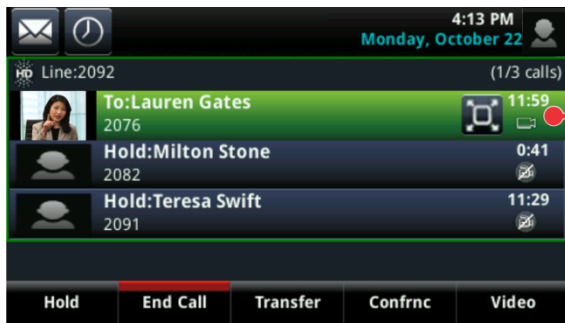 4:13 PM
Monday, October 22
HD Line:2092 (1/3 calls)
To:Lauren Gates 11:59
2076
Hold:Milton Stone 0:41
2082
Hold:Teresa Swift 11:29
2091
Hold End Call Transfer Confrnc Video